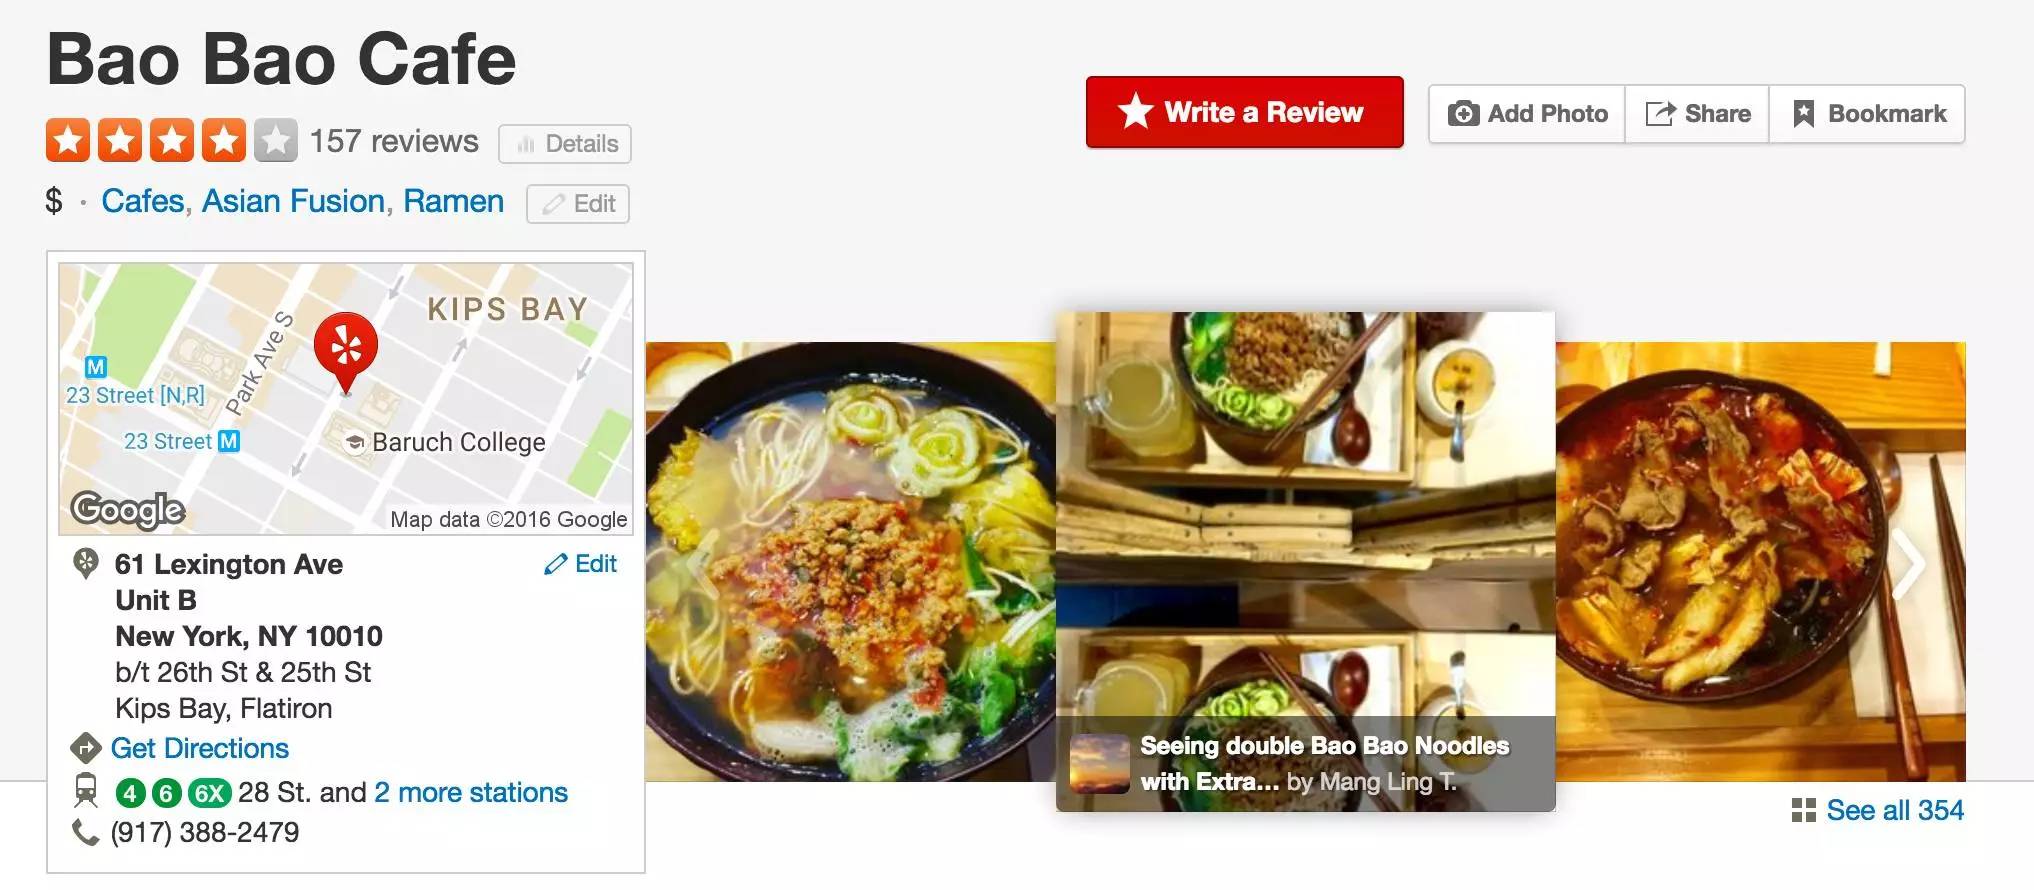 Bao Bao Cafe
157 reviews
Details
$ · Cafes, Asian Fusion, Ramen
Edit
Write a Review
Add Photo
Share
Bookmark
KIPS BAY
Park Ave S
M
23 Street [N,R]
23 Street M
Baruch College
Google
Map data ©2016 Google
61 Lexington Ave
Edit
Unit B
New York, NY 10010
b/t 26th St & 25th St
Kips Bay, Flatiron
Get Directions
4 6 6X 28 St. and 2 more stations
(917) 388-2479
Seeing double Bao Bao Noodles
with Extra... by Mang Ling T.
See all 354